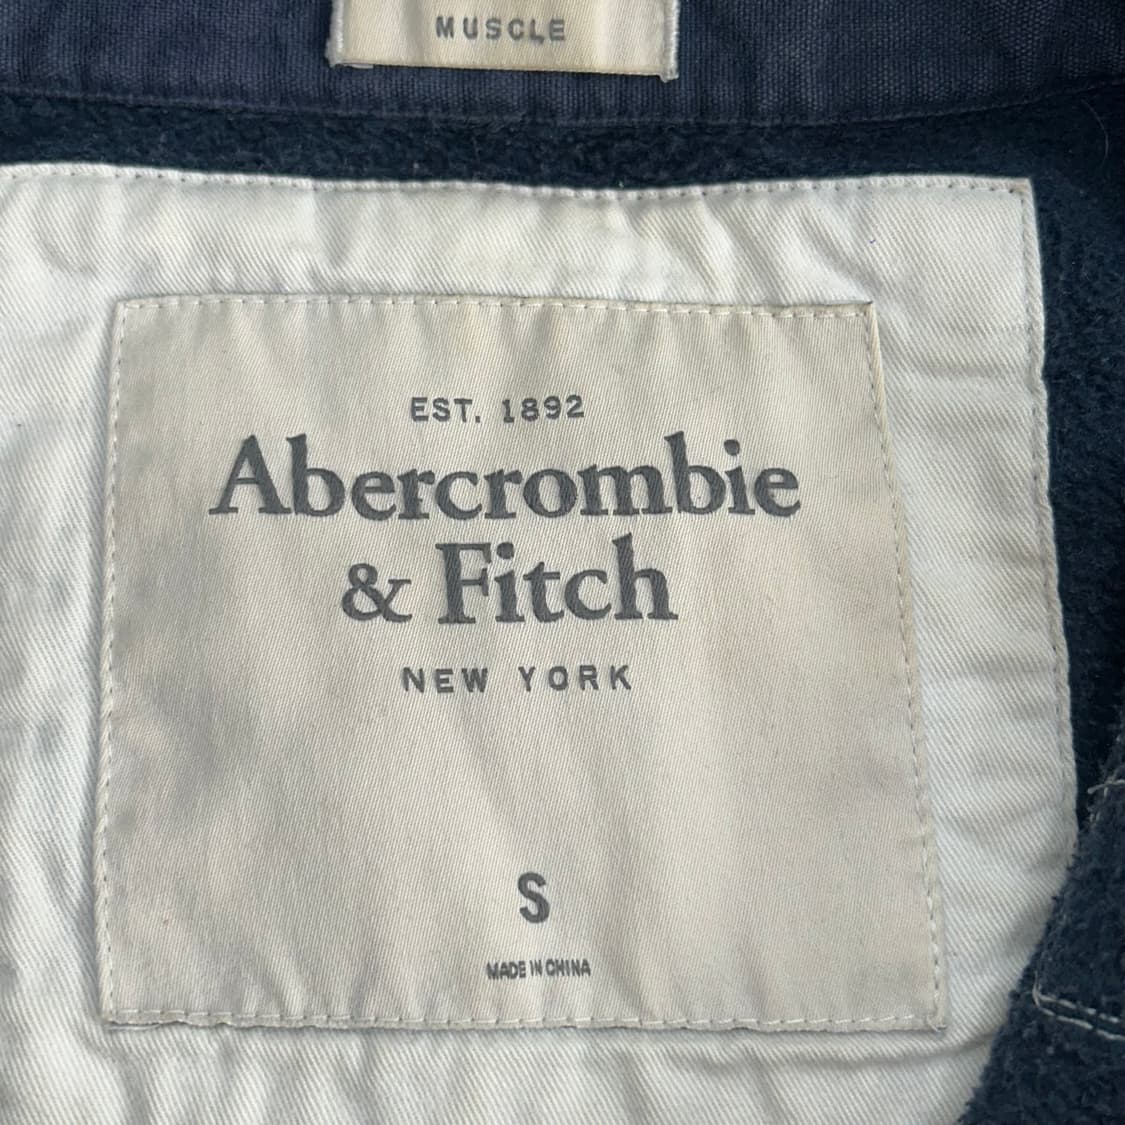 MUSCLE
EST. 1892
Abercrombie
& Fitch
NEW YORK
S
MADE IN CHINA